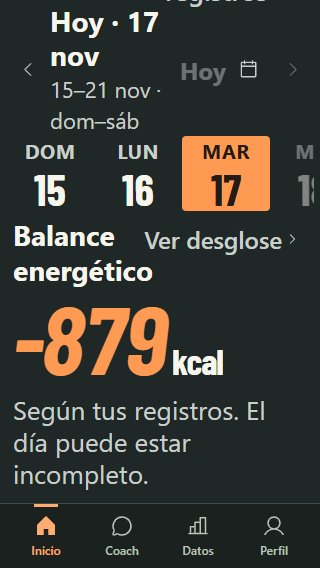 Hoy · 17
nov
15–21 nov ·
dom–sáb
Hoy
DOM LUN MAR
15 16 17
Balance
energético
Ver desglose
-879 kcal
Según tus registros. El
día puede estar
incompleto.
Inicio Coach Datos Perfil